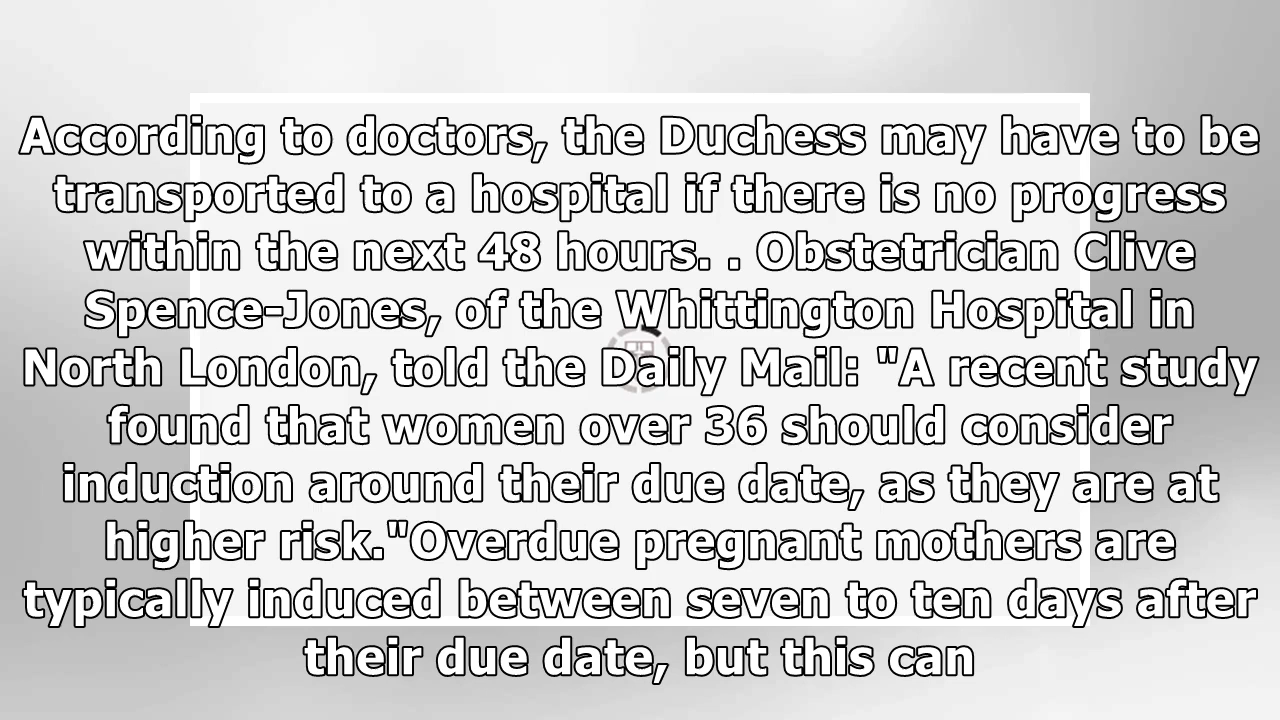 According to doctors, the Duchess may have to be
transported to a hospital if there is no progress
within the next 48 hours. . Obstetrician Clive
Spence-Jones, of the Whittington Hospital in
North London, told the Daily Mail: "A recent study
found that women over 36 should consider
induction around their due date, as they are at
higher risk."Overdue pregnant mothers are
typically induced between seven to ten days after
their due date, but this can